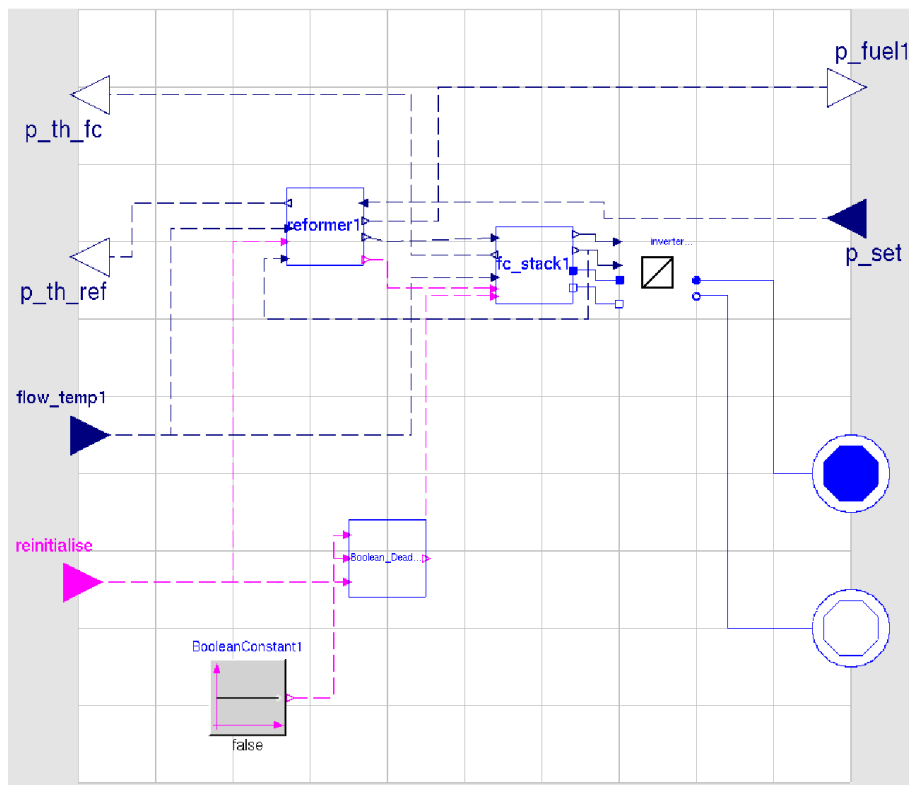 p_fuel1
p_th_fc
reformer1
inverter...
p_set
fc_stack1
p_th_ref
flow_temp1
reinitialise
Boolean_Dead...
BooleanConstant1
false